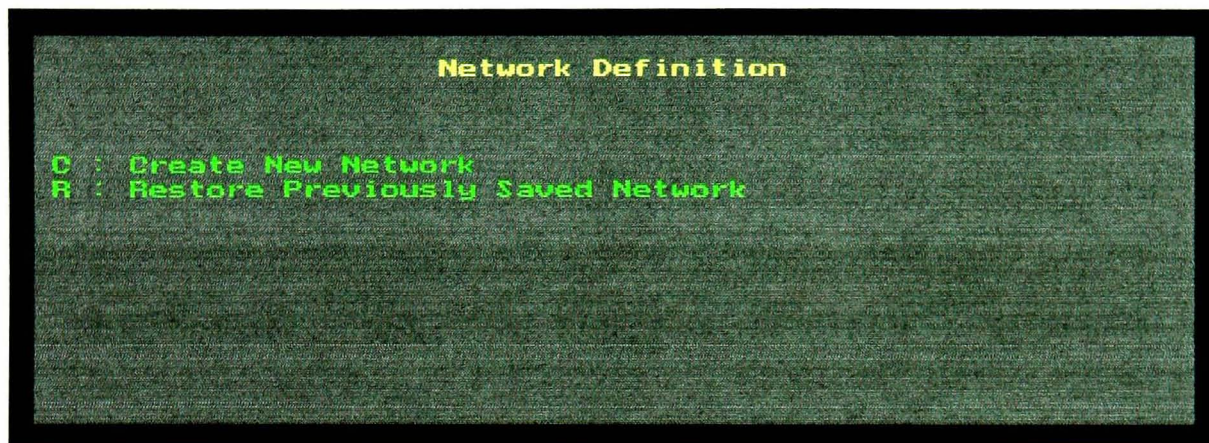 Network Definition
C : Create New Network
R : Restore Previously Saved Network